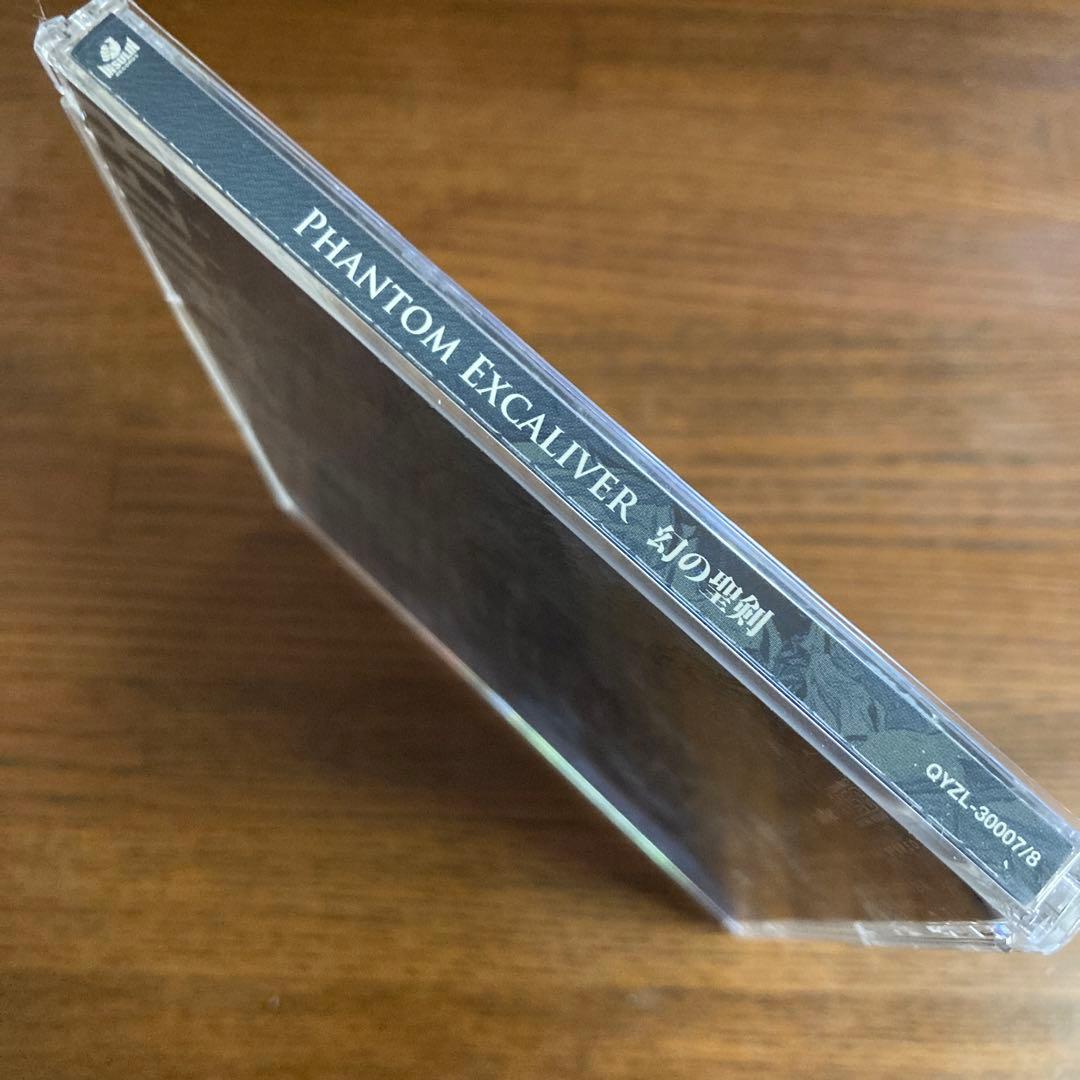 PHANTOM EXCALIVER 幻の聖剣
QYZL-30007/8